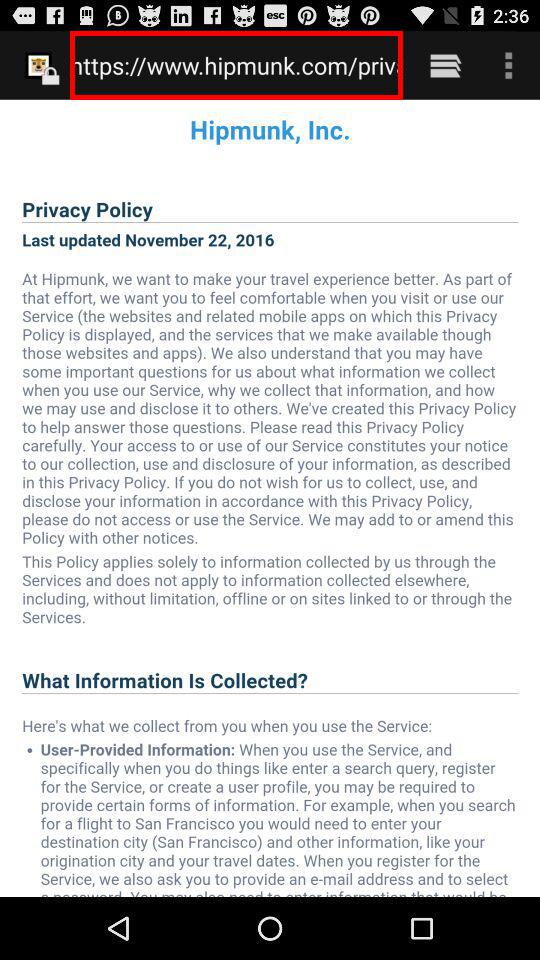 esc 2:36
https://www.hipmunk.com/priv
Hipmunk, Inc.
Privacy Policy
Last updated November 22, 2016
At Hipmunk, we want to make your travel experience better. As part of
that effort, we want you to feel comfortable when you visit or use our
Service (the websites and related mobile apps on which this Privacy
Policy is displayed, and the services that we make available though
those websites and apps). We also understand that you may have
some important questions for us about what information we collect
when you use our Service, why we collect that information, and how
we may use and disclose it to others. We've created this Privacy Policy
to help answer those questions. Please read this Privacy Policy
carefully. Your access to or use of our Service constitutes your notice
to our collection, use and disclosure of your information, as described
in this Privacy Policy. If you do not wish for us to collect, use, and
disclose your information in accordance with this Privacy Policy,
please do not access or use the Service. We may add to or amend this
Policy with other notices.
This Policy applies solely to information collected by us through the
Services and does not apply to information collected elsewhere,
including, without limitation, offline or on sites linked to or through the
Services.
What Information Is Collected?
Here's what we collect from you when you use the Service:
• User-Provided Information: When you use the Service, and
specifically when you do things like enter a search query, register
for the Service, or create a user profile, you may be required to
provide certain forms of information. For example, when you search
for a flight to San Francisco you would need to enter your
destination city (San Francisco) and other information, like your
origination city and your travel dates. When you register for the
Service, we also ask you to provide an e-mail address and to select
a password. You may also need to enter information that would be